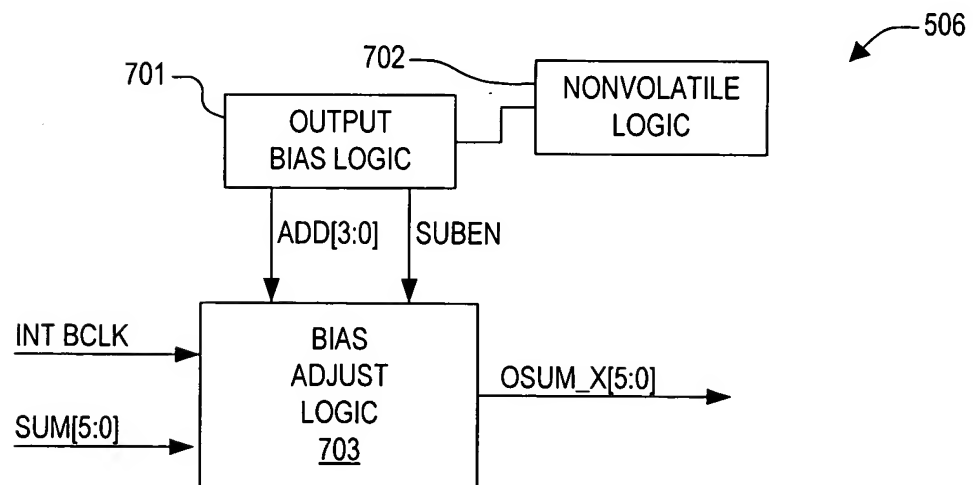 506
701
702
NONVOLATILE
LOGIC
OUTPUT
BIAS LOGIC
ADD[3:0]
SUBEN
INT BCLK
BIAS
ADJUST
LOGIC
703
OSUM_X[5:0]
SUM[5:0]